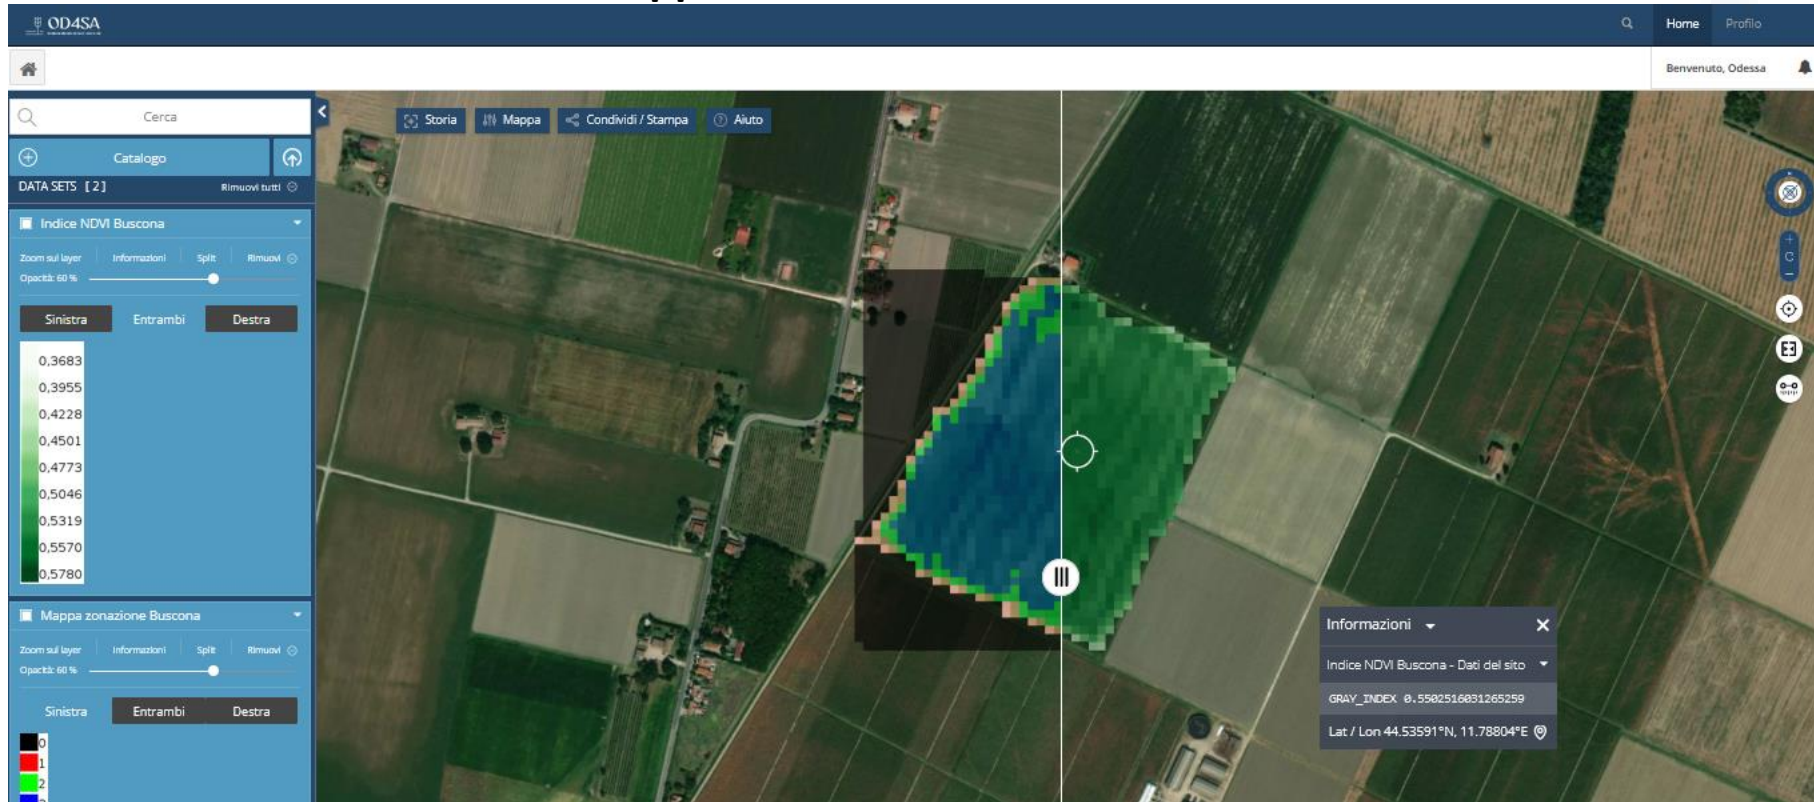 OD4SA
Home
Profilo
Benvenuto, Odessa
Cerca
Catalogo
DATA SETS [2]
Rimuovi tutti
Storia
Mappa
Condividi / Stampa
Aiuto
Indice NDVI Buscona
Zoom sul layer
Informazioni
Split
Rimuovi
Opacità: 60 %
Sinistra
Entrambi
Destra
0,3683
0,3955
0,4228
0,4501
0,4773
0,5046
0,5319
0,5570
0,5780
Mappa zonazione Buscona
Zoom sul layer
Informazioni
Split
Rimuovi
Opacità: 60 %
Sinistra
Entrambi
Destra
0
1
2
Informazioni
Indice NDVI Buscona - Dati del sito
GRAY_INDEX 0.5502516031265259
Lat / Lon 44.53591°N, 11.78804°E